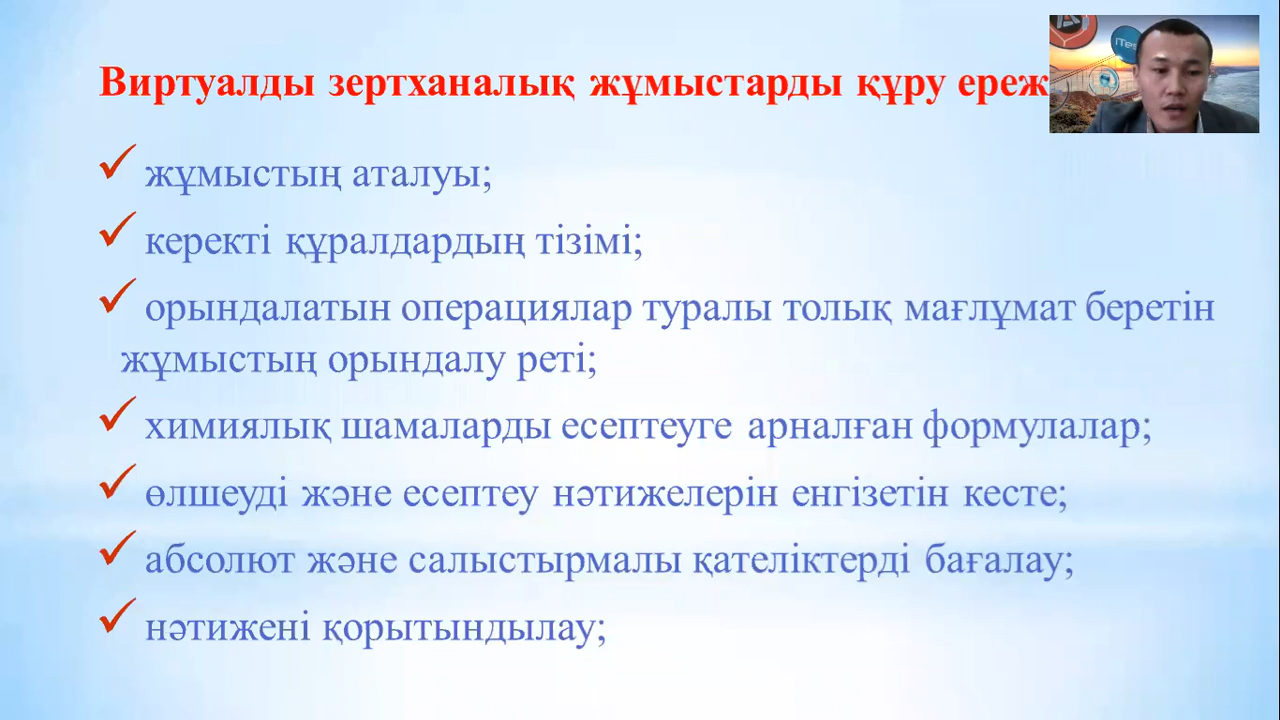 Виртуалды зертханалық жұмыстарды құру ереж
жұмыстың аталуы;
керекті құралдардың тізімі;
орындалатын операциялар туралы толық мағлұмат беретін
жұмыстың орындалу реті;
химиялық шамаларды есептеуге арналған формулалар;
өлшеуді және есептеу нәтижелерін енгізетін кесте;
абсолют және салыстырмалы қателіктерді бағалау;
нәтижені қорытындылау;